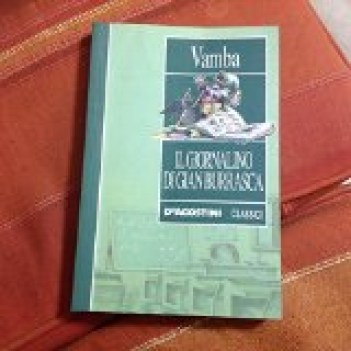 Vamba
IL GIORNALINO
DI GIAN BURRASCA
DeAGOSTINI CLASSICI